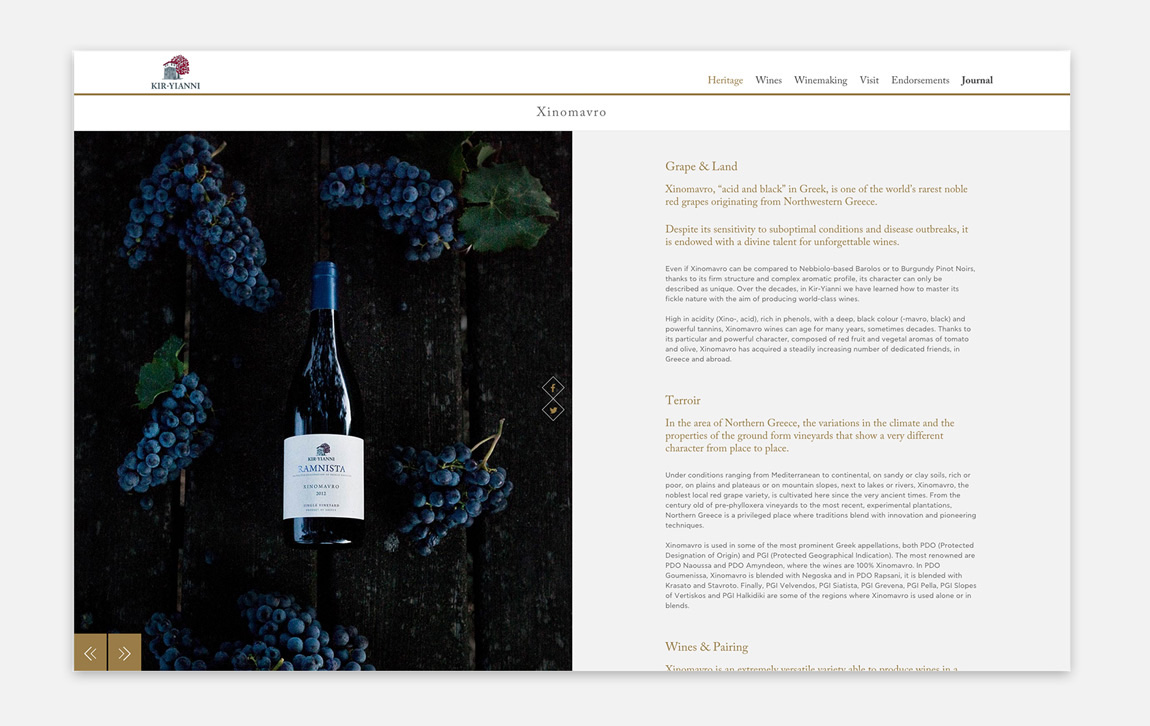 KIR-YIANNI
Heritage Wines Winemaking Visit Endorsements Journal
Xinomavro
KIR-YIANNI
RAMNISTA
XINOMAVRO
2012
SINGLE VINEYARD
Grape & Land
Xinomavro, “acid and black” in Greek, is one of the world’s rarest noble
red grapes originating from Northwestern Greece.
Despite its sensitivity to suboptimal conditions and disease outbreaks, it
is endowed with a divine talent for unforgettable wines.
Even if Xinomavro can be compared to Nebbiolo-based Barolos or to Burgundy Pinot Noirs,
thanks to its firm structure and complex aromatic profile, its character can only be
described as unique. Over the decades, in Kir-Yianni we have learned how to master its
fickle nature with the aim of producing world-class wines.
High in acidity (Xino-, acid), rich in phenols, with a deep, black colour (-mavro, black) and
powerful tannins, Xinomavro wines can age for many years, sometimes decades. Thanks to
its particular and powerful character, composed of red fruit and vegetal aromas of tomato
and olive, Xinomavro has acquired a steadily increasing number of dedicated friends, in
Greece and abroad.
Terroir
In the area of Northern Greece, the variations in the climate and the
properties of the ground form vineyards that show a very different
character from place to place.
Under conditions ranging from Mediterranean to continental, on sandy or clay soils, rich or
poor, on plains and plateaus or on mountain slopes, next to lakes or rivers, Xinomavro, the
noblest local red grape variety, is cultivated here since the very ancient times. From the
century old of pre-phylloxera vineyards to the most recent, experimental plantations,
Northern Greece is a privileged place where traditions blend with innovation and pioneering
techniques.
Xinomavro is used in some of the most prominent Greek appellations, both PDO (Protected
Designation of Origin) and PGI (Protected Geographical Indication). The most renowned are
PDO Naoussa and PDO Amyndeon, where the wines are 100% Xinomavro. In PDO
Goumenissa, Xinomavro is blended with Negoska and in PDO Rapsani, it is blended with
Krasato and Stavroto. Finally, PGI Velvendos, PGI Siatista, PGI Grevena, PGI Pella, PGI Slopes
of Vertiskos and PGI Halkidiki are some of the regions where Xinomavro is used alone or in
blends.
Wines & Pairing
Xinomavro is an extremely versatile variety able to produce wines in a